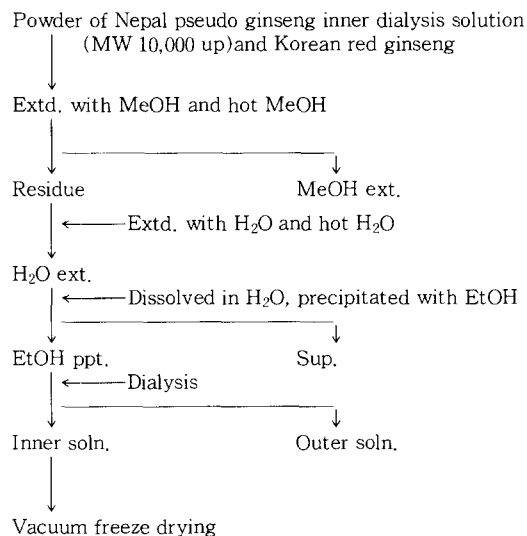 Powder of Nepal pseudo ginseng inner dialysis solution
(MW 10,000 up)and Korean red ginseng
Extd. with MeOH and hot MeOH
Residue MeOH ext.
Extd. with H₂O and hot H₂O
H₂O ext.
Dissolved in H₂O, precipitated with EtOH
EtOH ppt. Sup.
Dialysis
Inner soln. Outer soln.
Vacuum freeze drying